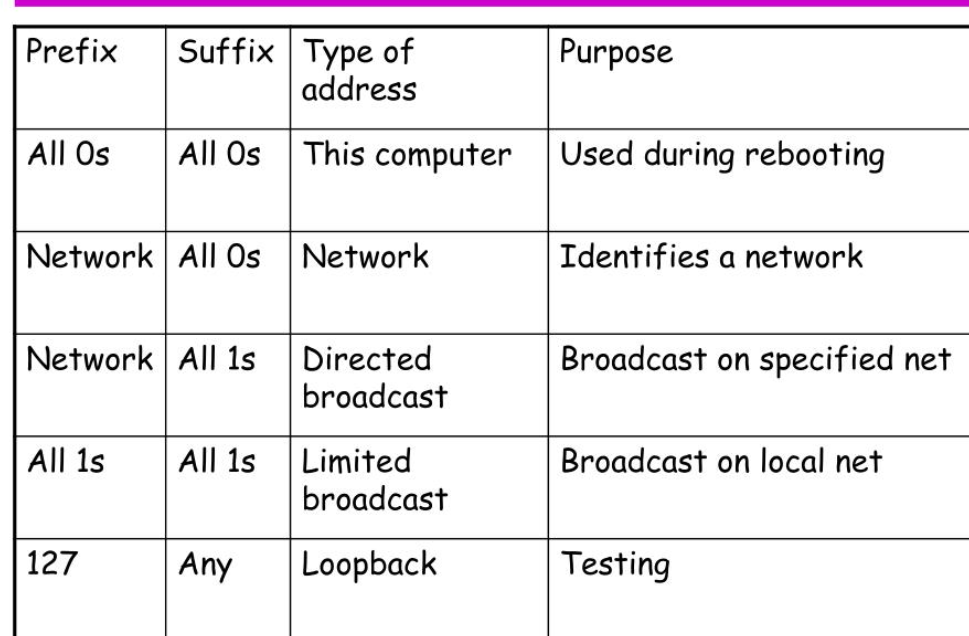 Prefix Suffix Type of address Purpose
All 0s All 0s This computer Used during rebooting
Network All 0s Network Identifies a network
Network All 1s Directed broadcast Broadcast on specified net
All 1s All 1s Limited broadcast Broadcast on local net
127 Any Loopback Testing